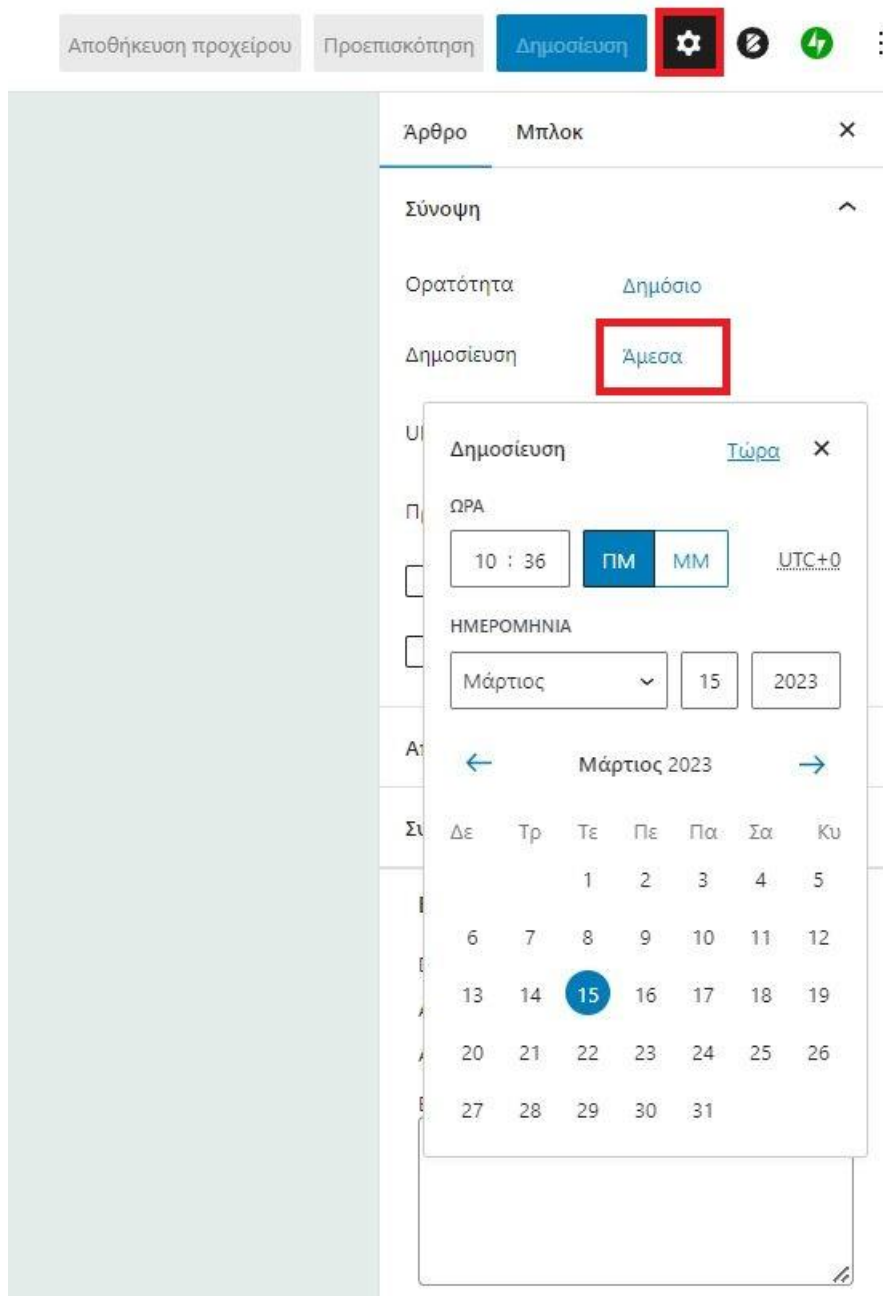 Αποθήκευση προχείρου Προεπισκόπηση Δημοσίευση
Άρθρο Μπλοκ
Σύνοψη
Ορατότητα Δημόσιο
Δημοσίευση Άμεσα
Δημοσίευση Τώρα
ΩΡΑ
10 : 36 ΠΜ ΜΜ UTC+0
ΗΜΕΡΟΜΗΝΙΑ
Μάρτιος 15 2023
Μάρτιος 2023
Δε Τρ Τε Πε Πα Σα Κυ
1 2 3 4 5
6 7 8 9 10 11 12
13 14 15 16 17 18 19
20 21 22 23 24 25 26
27 28 29 30 31